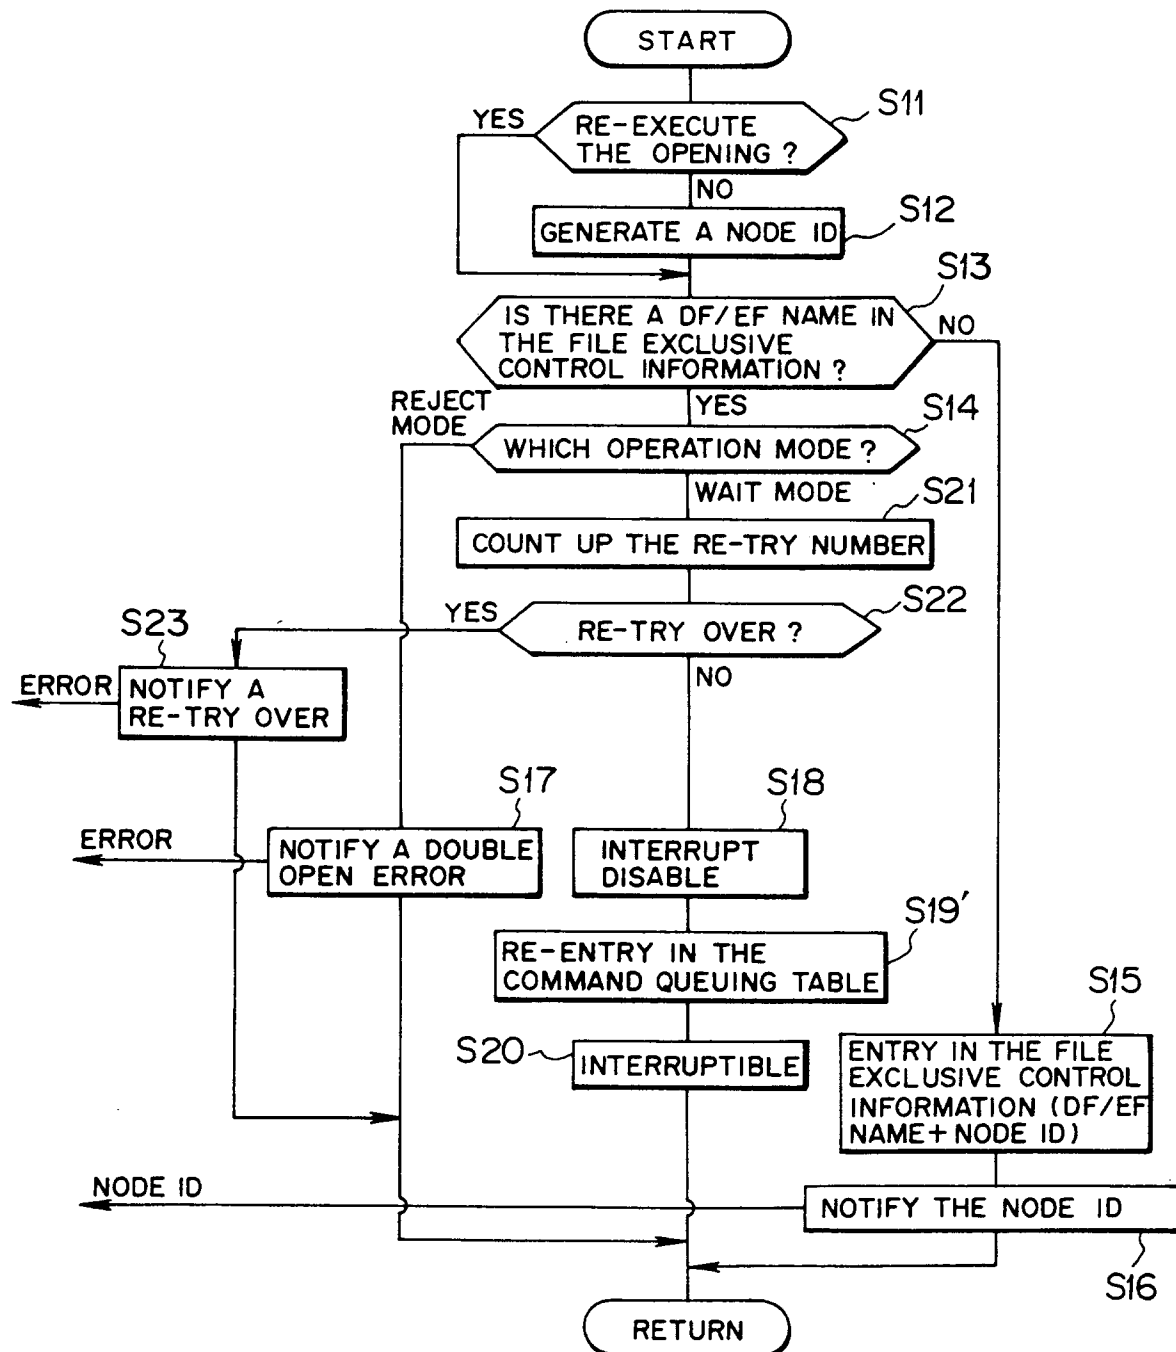 START
S11
YES
RE-EXECUTE
THE OPENING ?
NO
S12
GENERATE A NODE ID
S13
IS THERE A DF/EF NAME IN
THE FILE EXCLUSIVE
CONTROL INFORMATION ?
NO
REJECT
MODE
YES
S14
WHICH OPERATION MODE ?
WAIT MODE
S21
COUNT UP THE RE-TRY NUMBER
S22
YES
RE-TRY OVER ?
S23
NO
ERROR
NOTIFY A
RE-TRY OVER
S17
S18
ERROR
NOTIFY A DOUBLE
OPEN ERROR
INTERRUPT
DISABLE
S19′
RE-ENTRY IN THE
COMMAND QUEUING TABLE
S15
S20
INTERRUPTIBLE
ENTRY IN THE FILE
EXCLUSIVE CONTROL
INFORMATION (DF/EF
NAME+NODE ID)
NODE ID
NOTIFY THE NODE ID
S16
RETURN